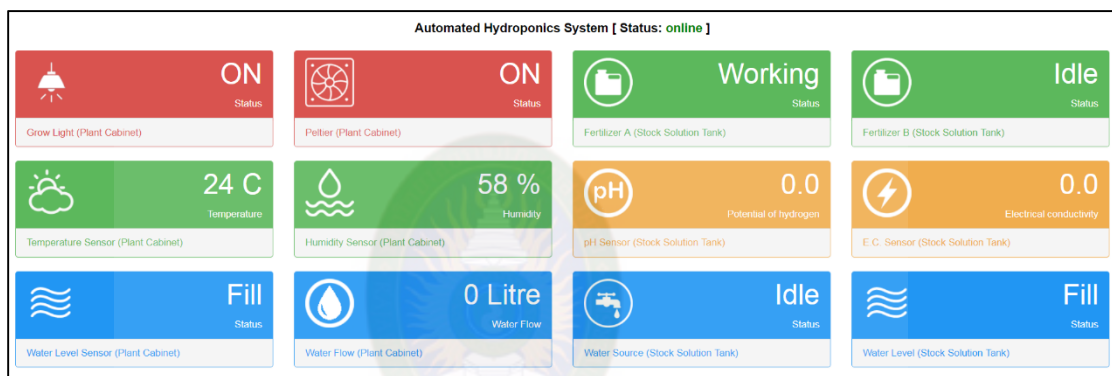 Automated Hydroponics System [ Status: online ]
ON
Status
Grow Light (Plant Cabinet)
ON
Status
Peltier (Plant Cabinet)
Working
Status
Fertilizer A (Stock Solution Tank)
Idle
Status
Fertilizer B (Stock Solution Tank)
24 C
Temperature
Temperature Sensor (Plant Cabinet)
58 %
Humidity
Humidity Sensor (Plant Cabinet)
pH
0.0
Potential of hydrogen
pH Sensor (Stock Solution Tank)
0.0
Electrical conductivity
E.C. Sensor (Stock Solution Tank)
Fill
Status
Water Level Sensor (Plant Cabinet)
0 Litre
Water Flow
Water Flow (Plant Cabinet)
Idle
Status
Water Source (Stock Solution Tank)
Fill
Status
Water Level (Stock Solution Tank)